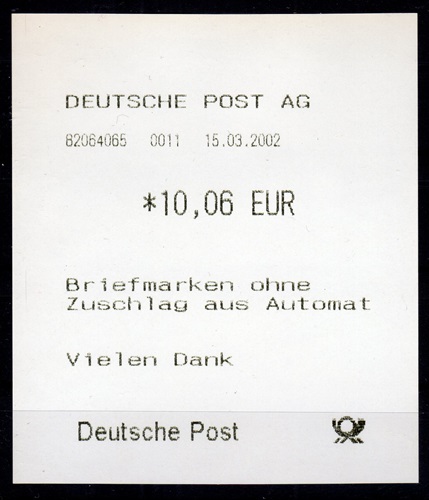 DEUTSCHE POST AG
82064065 0011 15.03.2002
*10,06 EUR
Briefmarken ohne
Zuschlag aus Automat
Vielen Dank
Deutsche Post